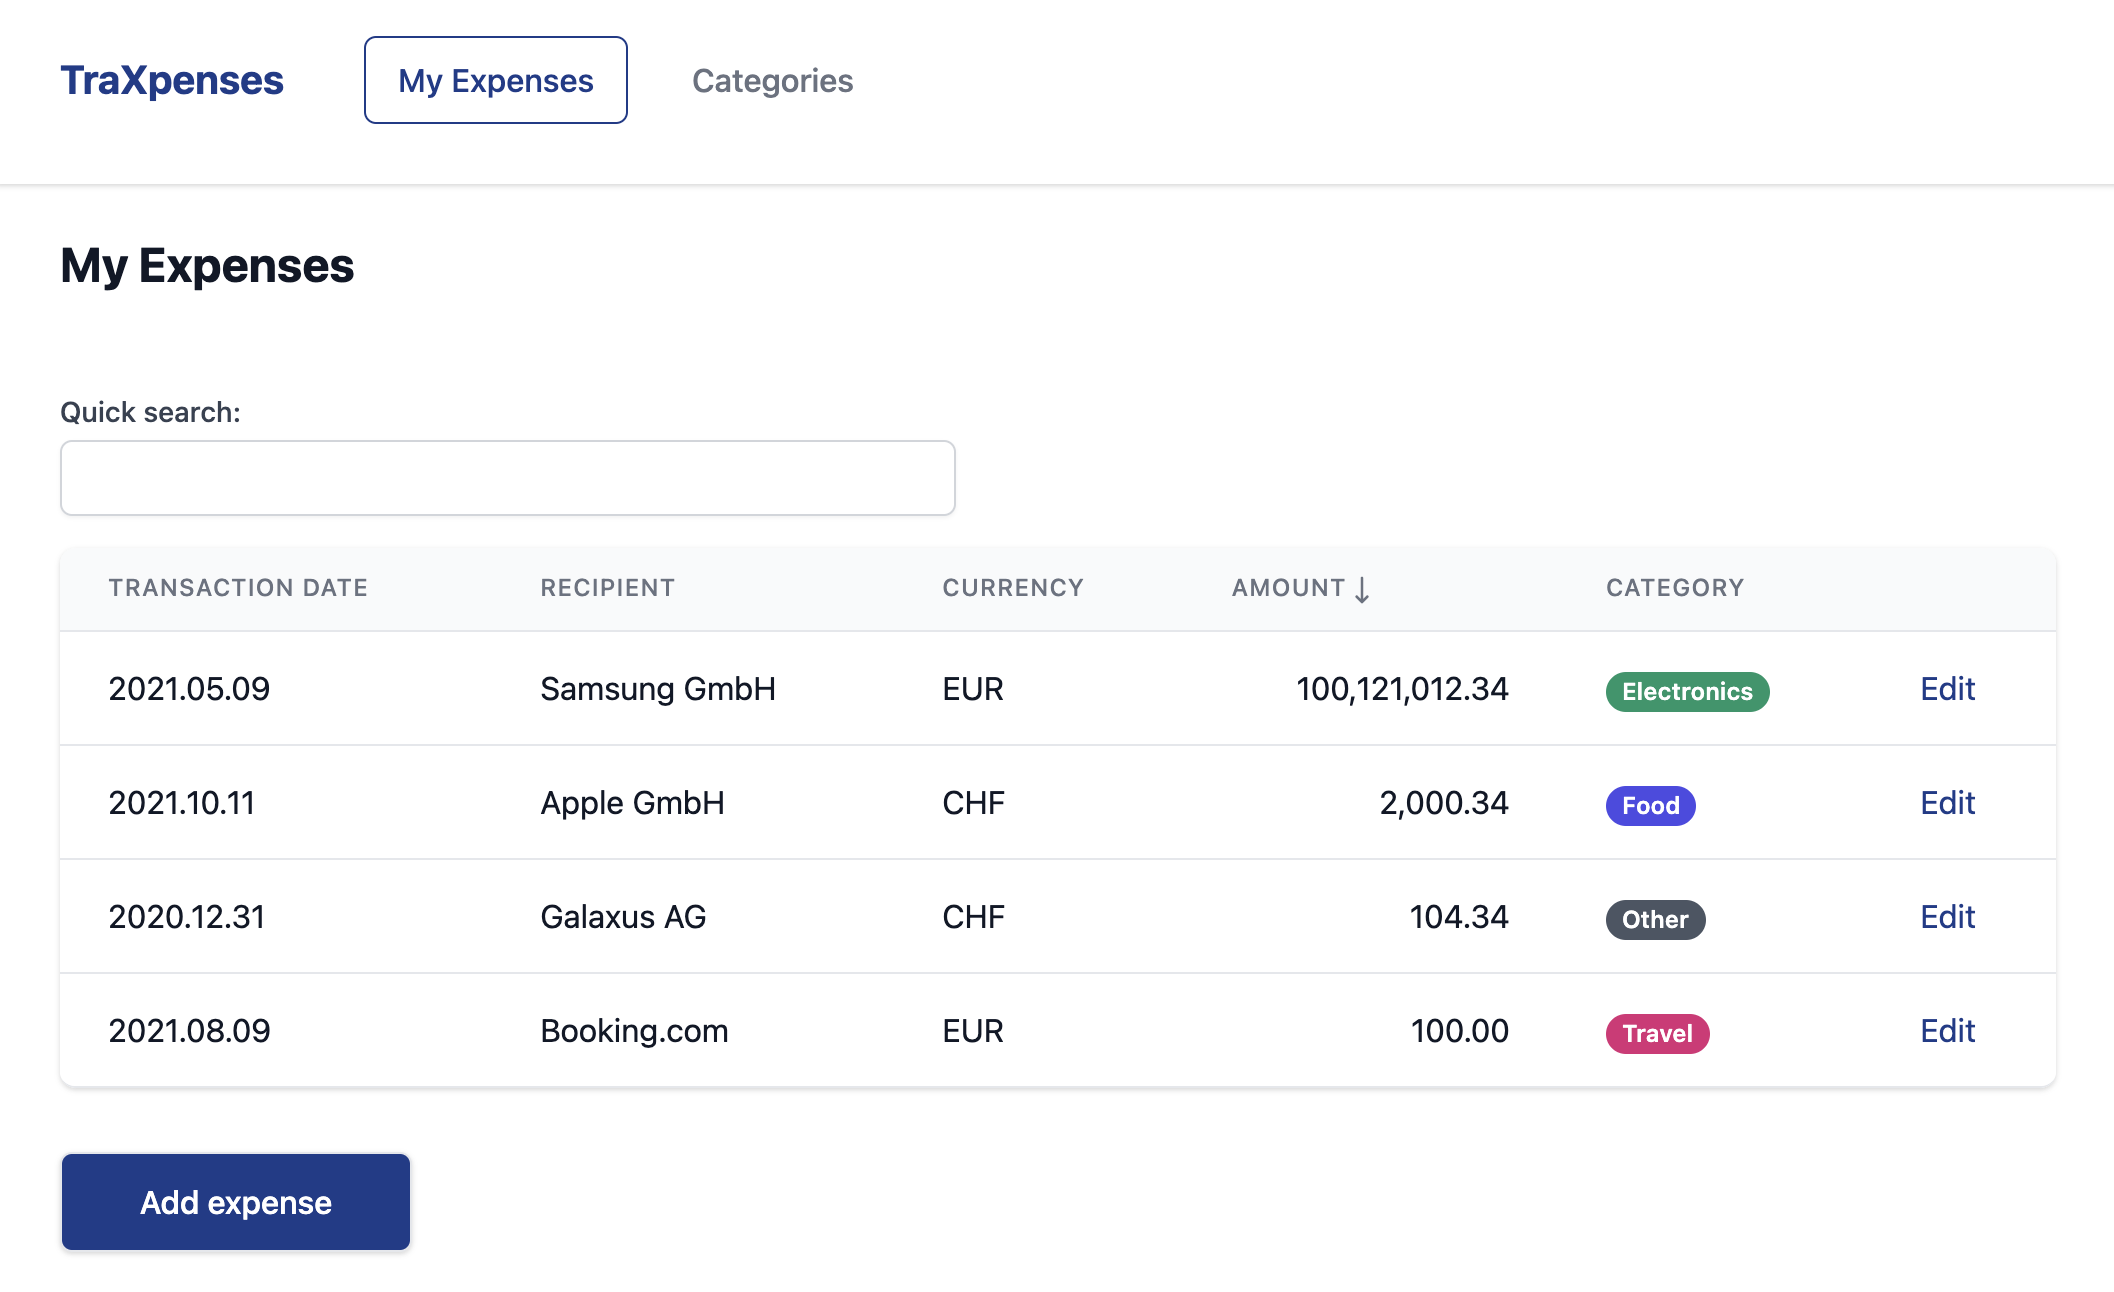 TraXpenses My Expenses Categories
My Expenses
Quick search:
TRANSACTION DATE RECIPIENT CURRENCY AMOUNT ↓ CATEGORY
2021.05.09 Samsung GmbH EUR 100,121,012.34 Electronics Edit
2021.10.11 Apple GmbH CHF 2,000.34 Food Edit
2020.12.31 Galaxus AG CHF 104.34 Other Edit
2021.08.09 Booking.com EUR 100.00 Travel Edit
Add expense